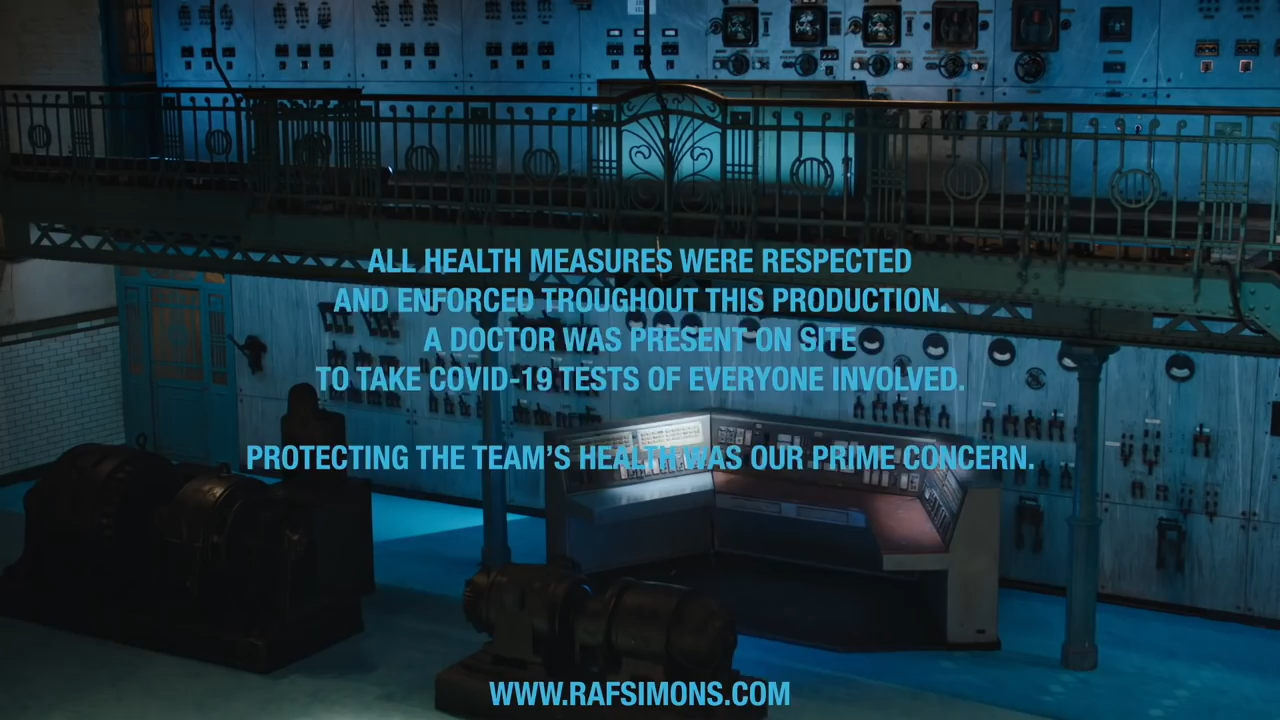 ALL HEALTH MEASURES WERE RESPECTED
AND ENFORCED TROUGHOUT THIS PRODUCTION.
A DOCTOR WAS PRESENT ON SITE
TO TAKE COVID-19 TESTS OF EVERYONE INVOLVED.
PROTECTING THE TEAM'S HEALTH WAS OUR PRIME CONCERN.
WWW.RAFSIMONS.COM